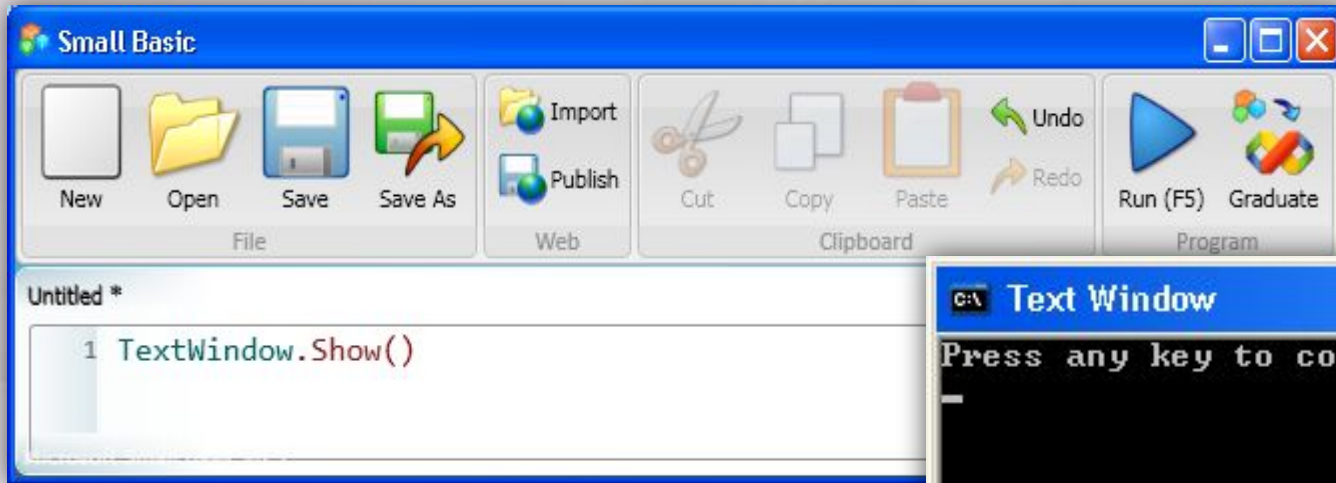 Small Basic
New
Open
Save
Save As
File
Import
Publish
Web
Cut
Copy
Paste
Undo
Redo
Clipboard
Run (F5)
Graduate
Program
Untitled *
1 TextWindow.Show()
C:\ Text Window
Press any key to co